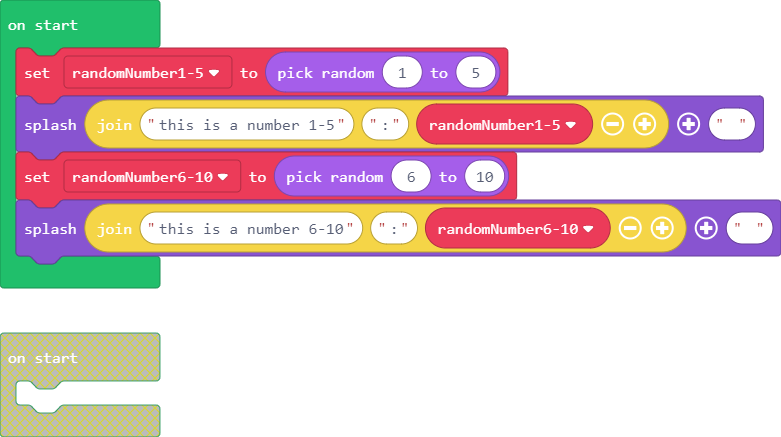 on start
set randomNumber1-5 to pick random 1 to 5
splash join "this is a number 1-5" ":" randomNumber1-5 " "
set randomNumber6-10 to pick random 6 to 10
splash join "this is a number 6-10" ":" randomNumber6-10 " "
on start